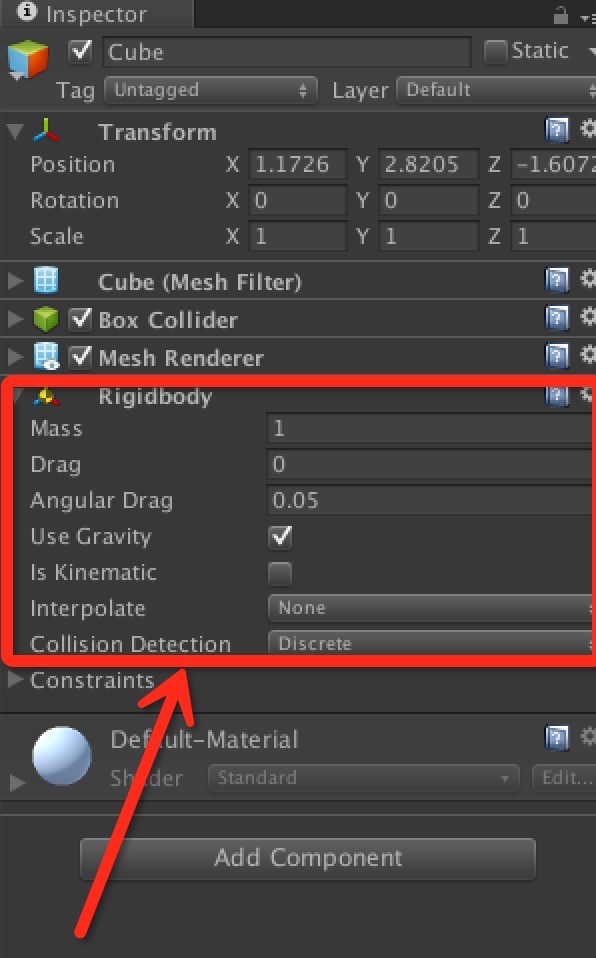 Inspector
Cube Static
Tag Untagged Layer Default
Transform
Position X 1.1726 Y 2.8205 Z -1.6072
Rotation X 0 Y 0 Z 0
Scale X 1 Y 1 Z 1
Cube (Mesh Filter)
Box Collider
Mesh Renderer
Rigidbody
Mass 1
Drag 0
Angular Drag 0.05
Use Gravity
Is Kinematic
Interpolate None
Collision Detection Discrete
Constraints
Default-Material
Shader Standard Edit...
Add Component